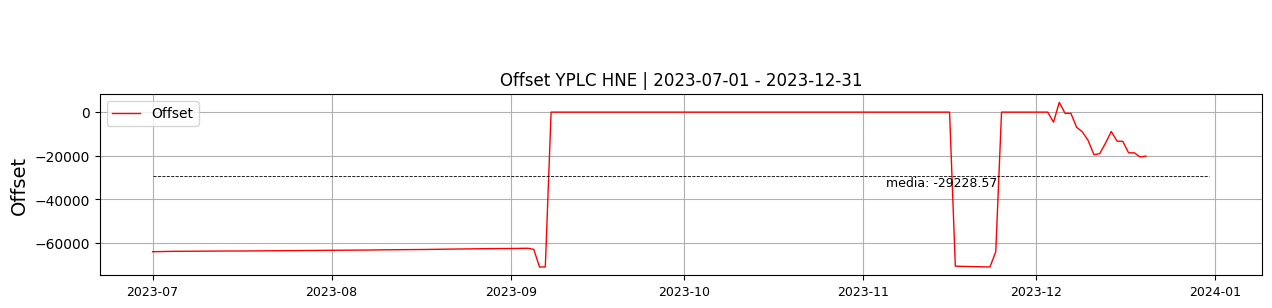 Offset YPLC HNE | 2023-07-01 - 2023-12-31
Offset
0
−20000
−40000
−60000
Offset
media: -29228.57
2023-07
2023-08
2023-09
2023-10
2023-11
2023-12
2024-01